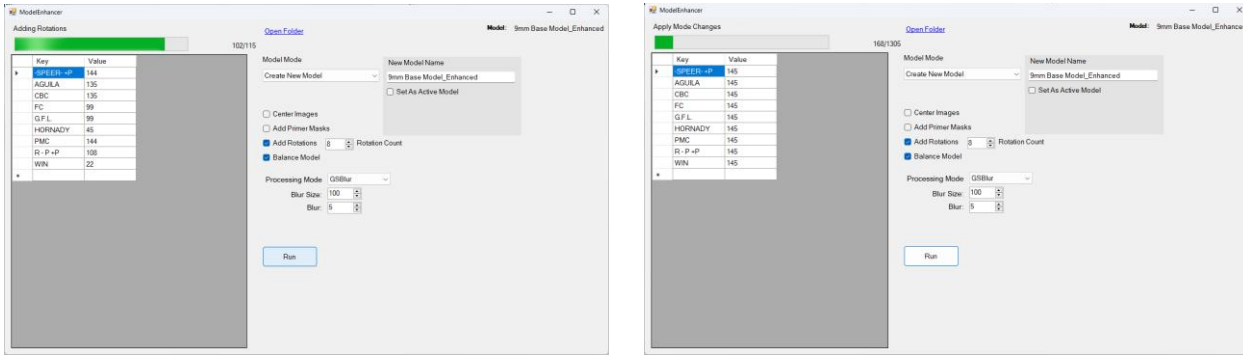 ModelEnhancer
Adding Rotations
Open Folder
Model: 9mm Base Model_Enhanced
102/115
Key Value
-SPEER- +P 144
AGUILA 135
CBC 135
FC 99
G.F.L. 99
HORNADY 45
PMC 144
R - P +P 108
WIN 22
Model Mode
Create New Model
New Model Name
9mm Base Model_Enhanced
Set As Active Model
Center Images
Add Primer Masks
Add Rotations 8 Rotation Count
Balance Model
Processing Mode GSBlur
Blur Size: 100
Blur: 5
Run
ModelEnhancer
Apply Mode Changes
Open Folder
Model: 9mm Base Model_Enhance
168/1305
Key Value
-SPEER- +P 145
AGUILA 145
CBC 145
FC 145
G.F.L. 145
HORNADY 145
PMC 145
R - P +P 145
WIN 145
Model Mode
Create New Model
New Model Name
9mm Base Model_Enhanced
Set As Active Model
Center Images
Add Primer Masks
Add Rotations 8 Rotation Count
Balance Model
Processing Mode GSBlur
Blur Size: 100
Blur: 5
Run